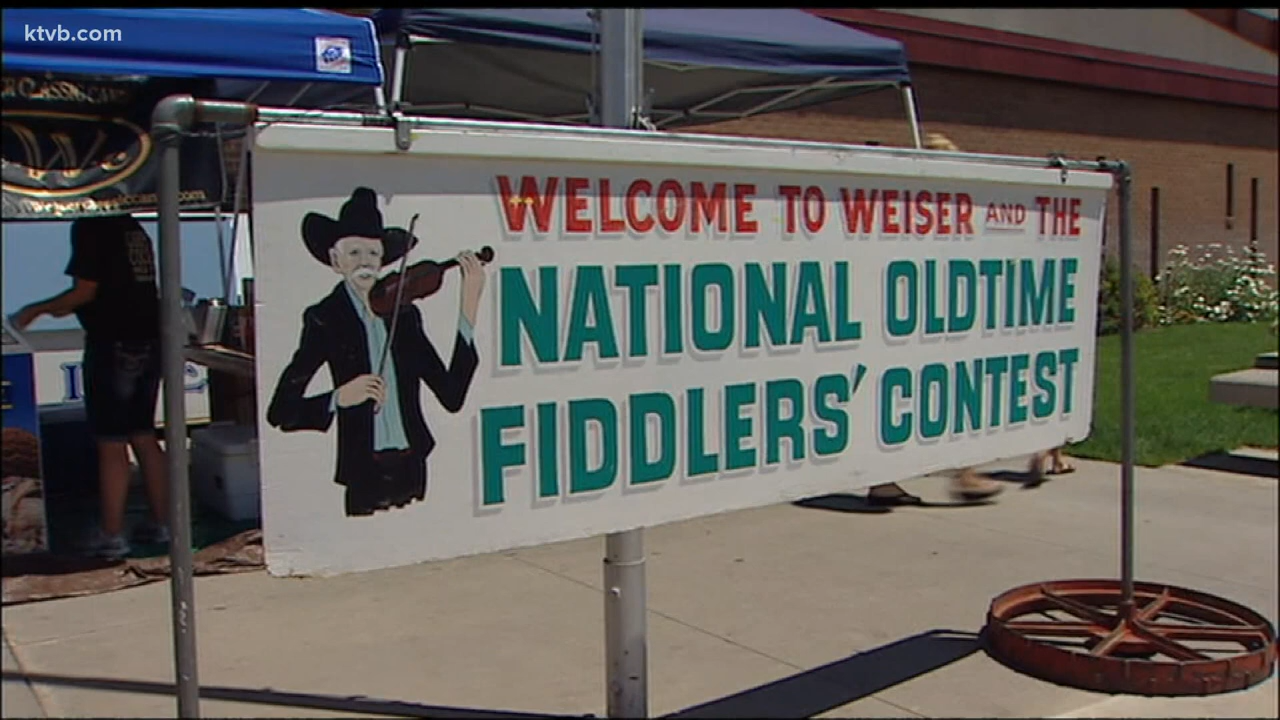 ktvb.com
WELCOME TO WEISER AND THE
NATIONAL OLDTIME
FIDDLERS' CONTEST